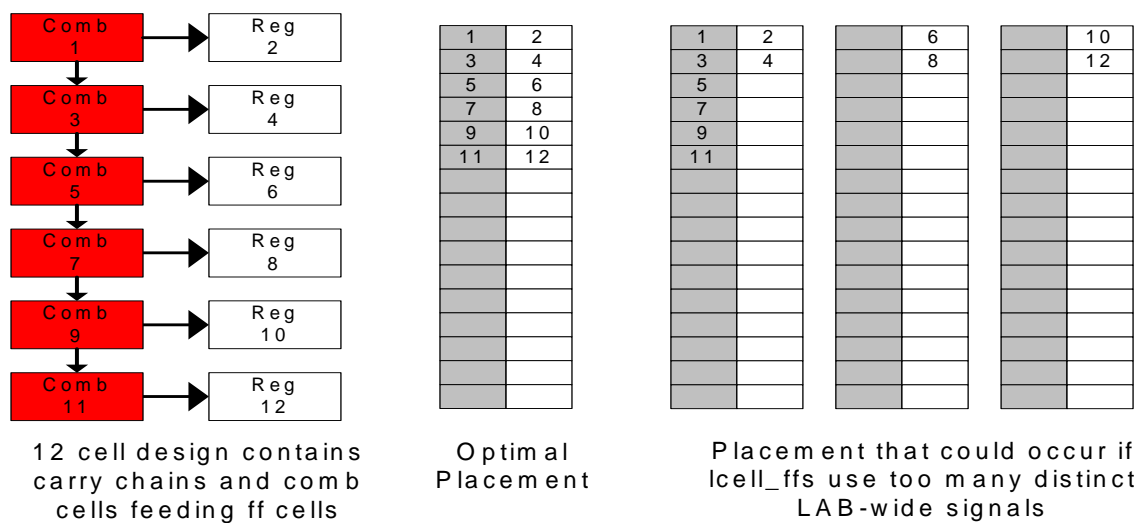 Comb
1
Reg
2
Comb
3
Reg
4
Comb
5
Reg
6
Comb
7
Reg
8
Comb
9
Reg
10
Comb
11
Reg
12
12 cell design contains
carry chains and comb
cells feeding ff cells
1 2
3 4
5 6
7 8
9 10
11 12
Optimal
Placement
1 2 6 10
3 4 8 12
5
7
9
11
Placement that could occur if
lcell_ffs use too many distinct
LAB-wide signals